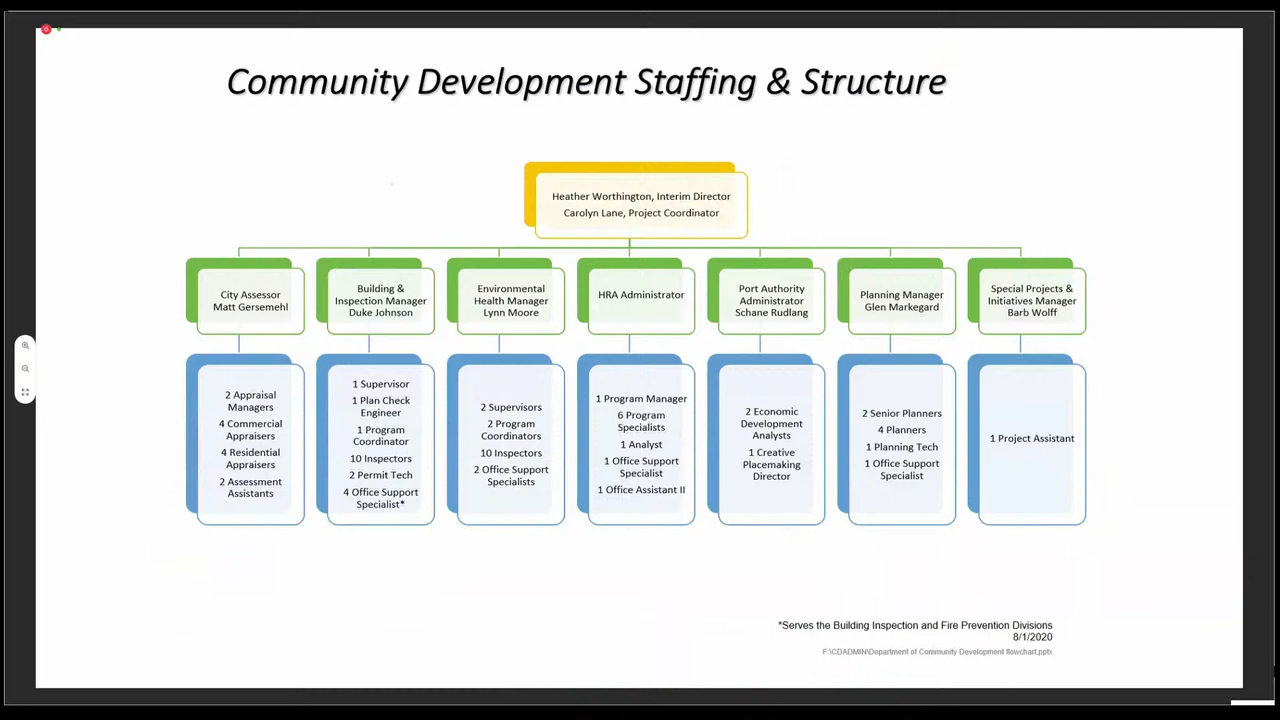 Community Development Staffing & Structure
Heather Worthington, Interim Director
Carolyn Lane, Project Coordinator
City Assessor
Matt Gersemehl
Building &
Inspection Manager
Duke Johnson
Environmental
Health Manager
Lynn Moore
HRA Administrator
Port Authority
Administrator
Schane Rudlang
Planning Manager
Glen Markegard
Special Projects &
Initiatives Manager
Barb Wolff
2 Appraisal
Managers
4 Commercial
Appraisers
4 Residential
Appraisers
2 Assessment
Assistants
1 Supervisor
1 Plan Check
Engineer
1 Program
Coordinator
10 Inspectors
2 Permit Tech
4 Office Support
Specialist*
2 Supervisors
2 Program
Coordinators
10 Inspectors
2 Office Support
Specialists
1 Program Manager
6 Program
Specialists
1 Analyst
1 Office Support
Specialist
1 Office Assistant II
2 Economic
Development
Analysts
1 Creative
Placemaking
Director
2 Senior Planners
4 Planners
1 Planning Tech
1 Office Support
Specialist
1 Project Assistant
*Serves the Building Inspection and Fire Prevention Divisions
8/1/2020
F:\CDADMIN\Department of Community Development flowchart.pptx